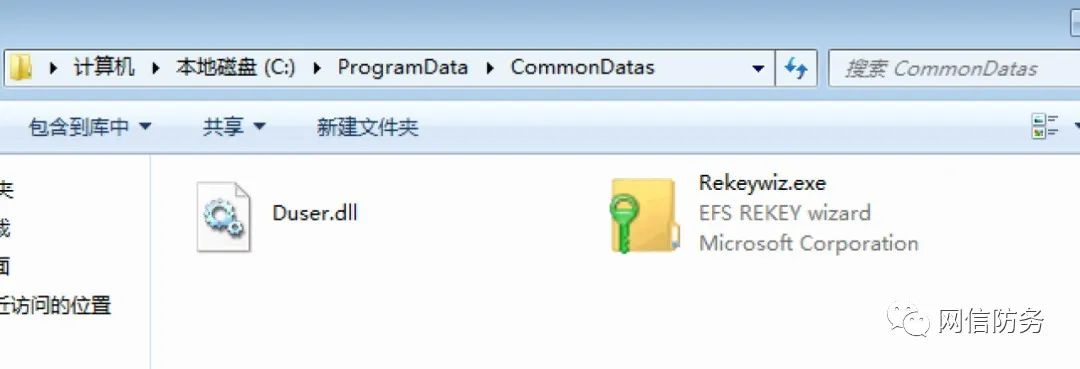 计算机 本地磁盘 (C:) ProgramData CommonDatas
搜索 CommonDatas
包含到库中 共享 新建文件夹
夹
Duser.dll
Rekeywiz.exe
EFS REKEY wizard
Microsoft Corporation
面
近访问的位置
网信防务